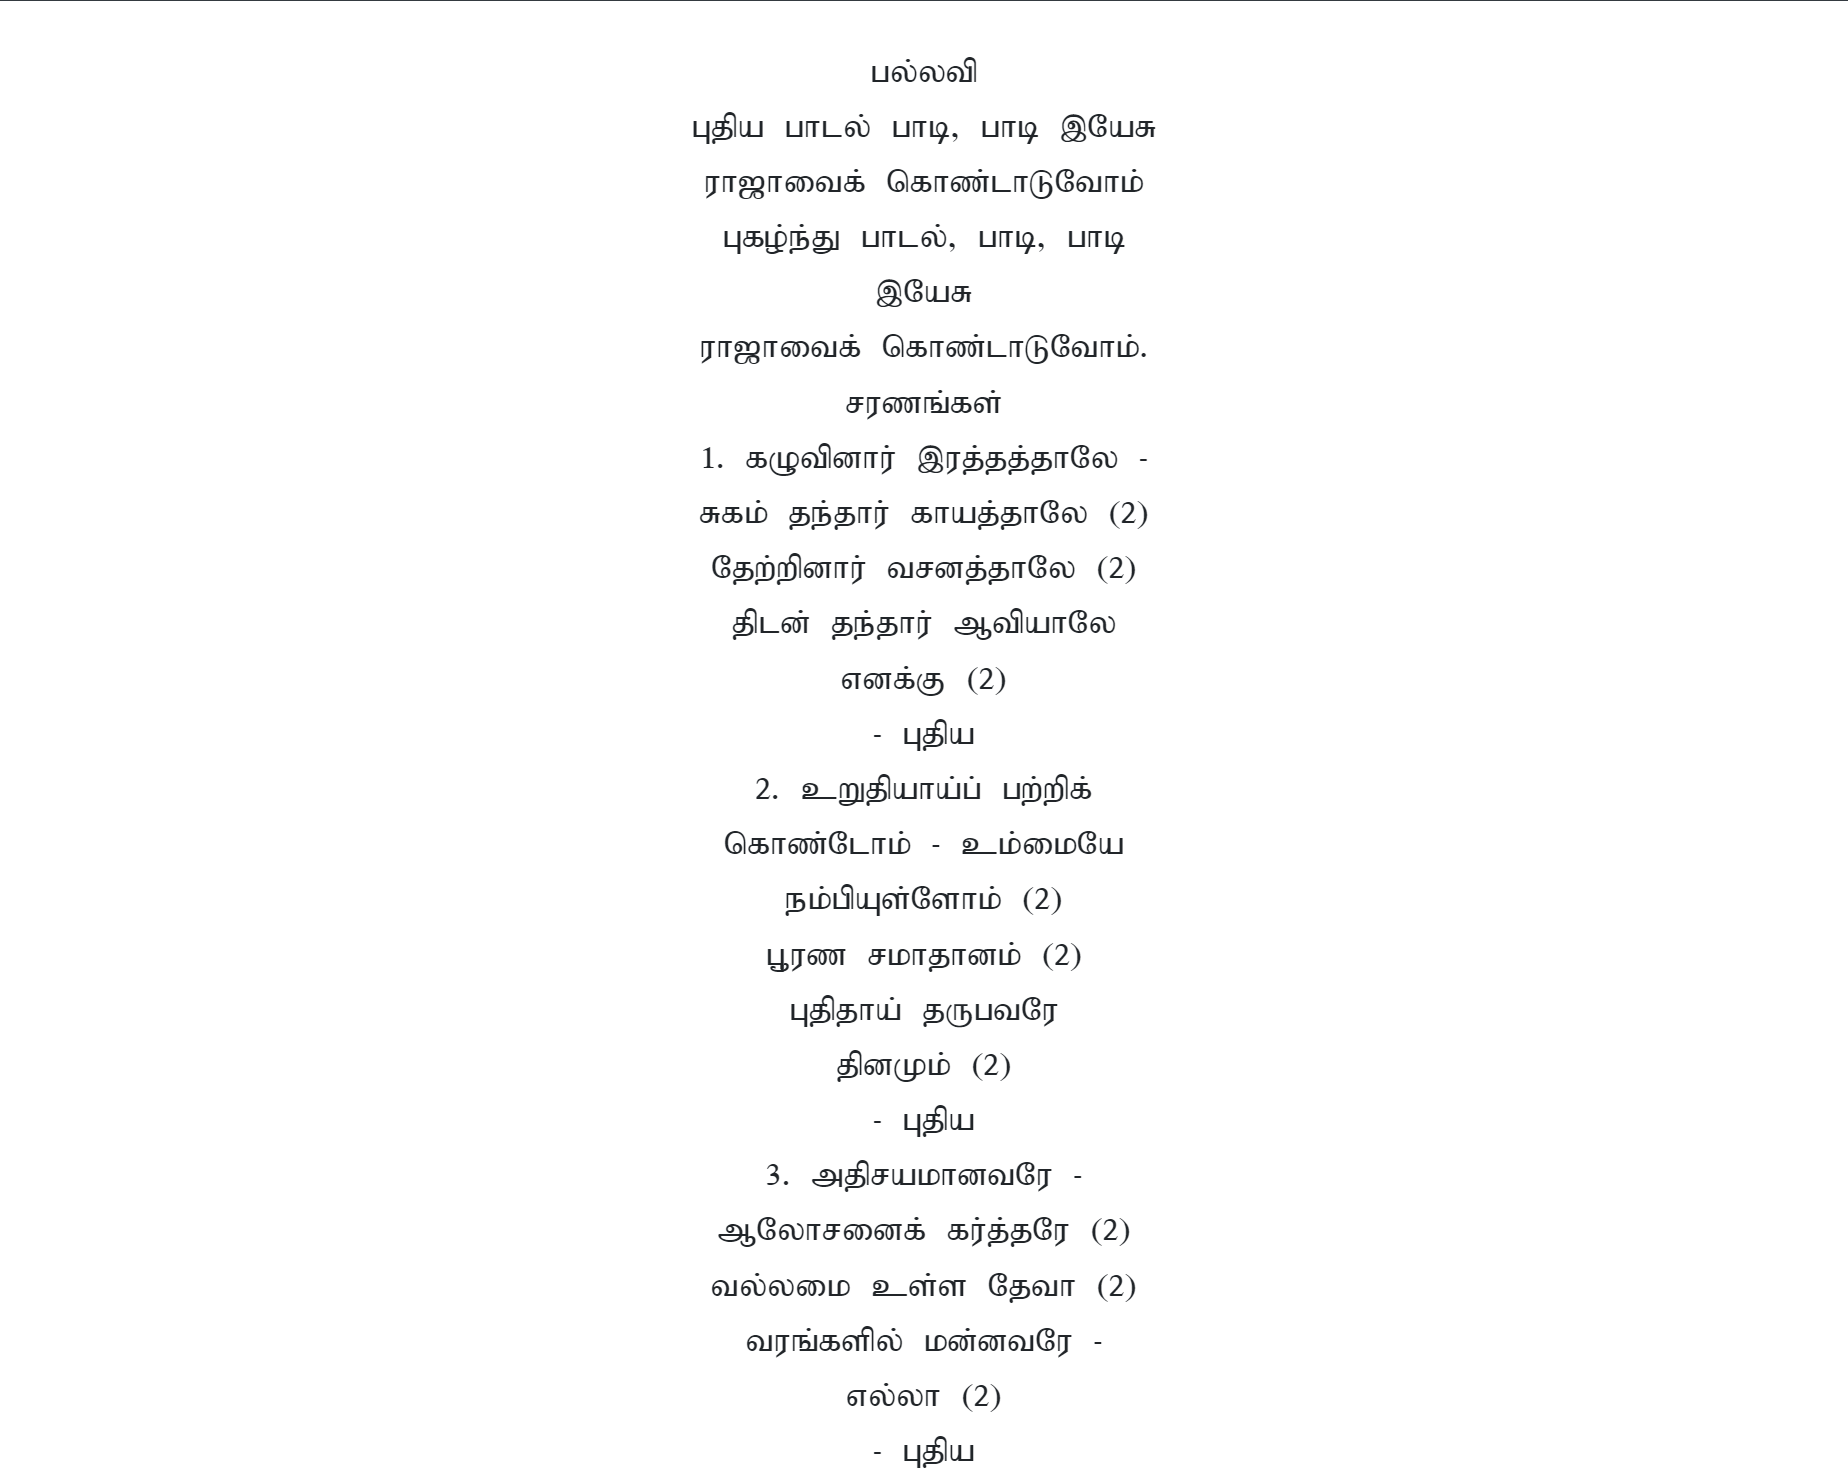 பல்லவி
புதிய பாடல் பாடி, பாடி இயேசு
ராஜாவைக் கொண்டாடுவோம்
புகழ்ந்து பாடல், பாடி, பாடி
இயேசு
ராஜாவைக் கொண்டாடுவோம்.
சரணங்கள்
1. கழுவினார் இரத்தத்தாலே -
சுகம் தந்தார் காயத்தாலே (2)
தேற்றினார் வசனத்தாலே (2)
திடன் தந்தார் ஆவியாலே
எனக்கு (2)
- புதிய
2. உறுதியாய்ப் பற்றிக்
கொண்டோம் - உம்மையே
நம்பியுள்ளோம் (2)
பூரண சமாதானம் (2)
புதிதாய் தருபவரே
தினமும் (2)
- புதிய
3. அதிசயமானவரே -
ஆலோசனைக் கர்த்தரே (2)
வல்லமை உள்ள தேவா (2)
வரங்களில் மன்னவரே -
எல்லா (2)
- புதிய